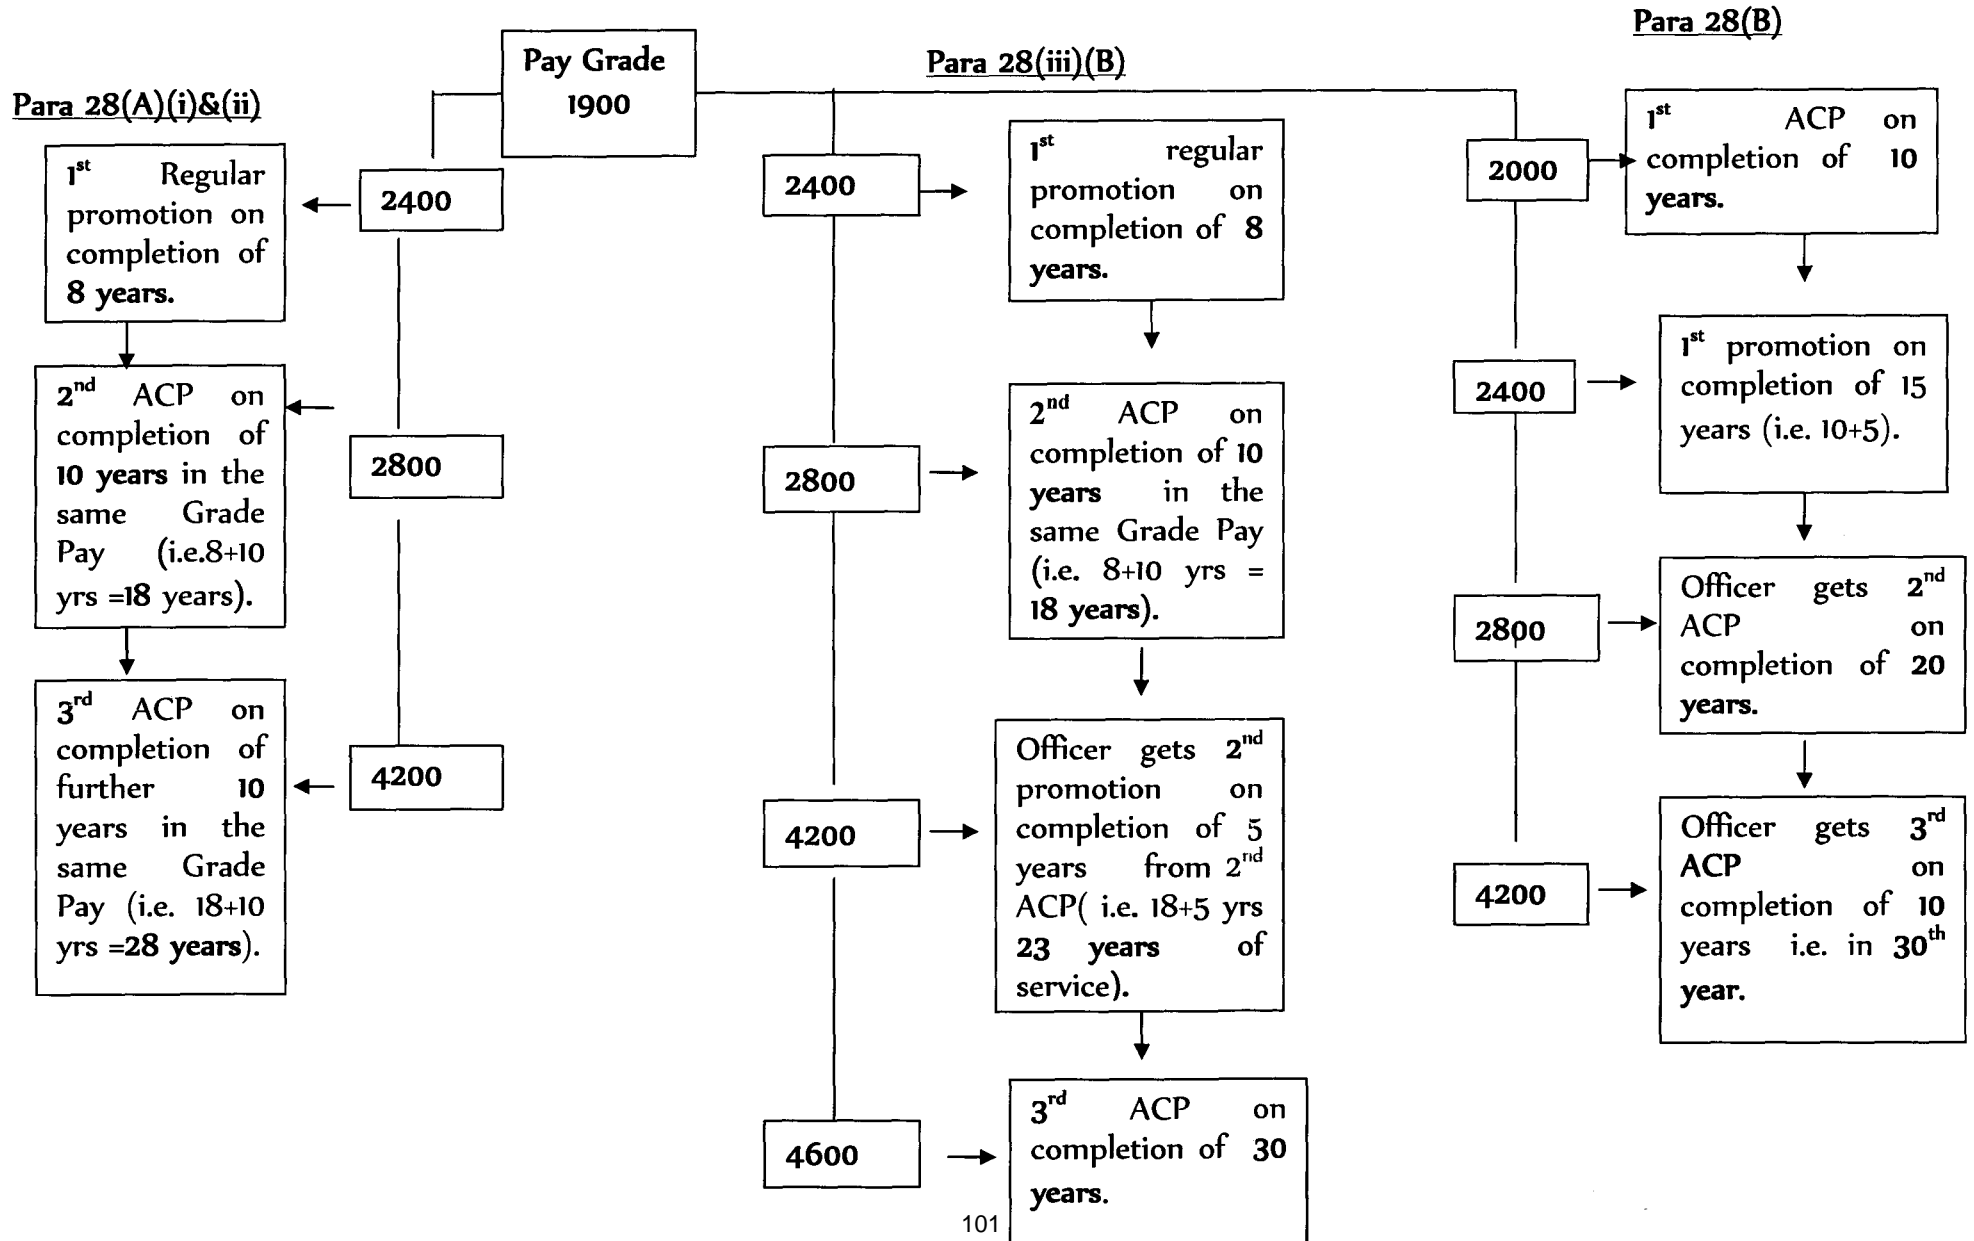 Pay Grade
1900
Para 28(A)(i)&(ii)
2400
1st Regular
promotion on
completion of
8 years.
2800
2nd ACP on
completion of
10 years in the
same Grade
Pay (i.e.8+10
yrs =18 years).
4200
3rd ACP on
completion of
further 10
years in the
same Grade
Pay (i.e. 18+10
yrs =28 years).
Para 28(iii)(B)
2400
1st regular
promotion on
completion of 8
years.
2800
2nd ACP on
completion of 10
years in the
same Grade Pay
(i.e. 8+10 yrs =
18 years).
4200
Officer gets 2nd
promotion on
completion of 5
years from 2nd
ACP( i.e. 18+5 yrs
23 years of
service).
4600
3rd ACP on
completion of 30
years.
Para 28(B)
2000
1st ACP on
completion of 10
years.
2400
1st promotion on
completion of 15
years (i.e. 10+5).
2800
Officer gets 2nd
ACP on
completion of 20
years.
4200
Officer gets 3rd
ACP on
completion of 10
years i.e. in 30th
year.
101